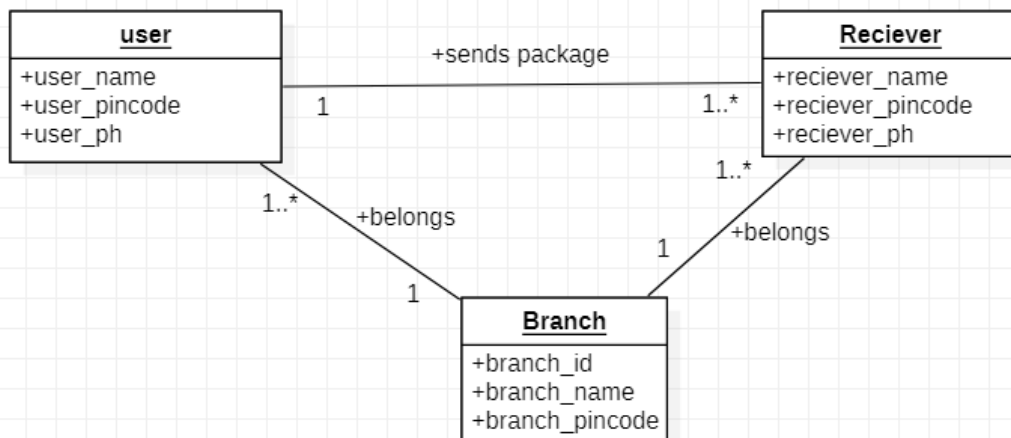 user
+user_name
+user_pincode
+user_ph
+sends package
1
1..*
Reciever
+reciever_name
+reciever_pincode
+reciever_ph
1..*
+belongs
1
1..*
+belongs
1
Branch
+branch_id
+branch_name
+branch_pincode